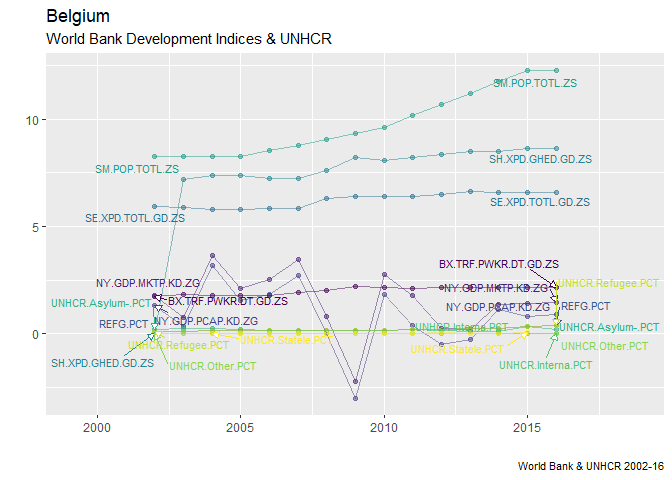 Belgium
World Bank Development Indices & UNHCR
SM.POP.TOTL.ZS
10
SH.XPD.GHED.GD.ZS
SM.POP.TOTL.ZS
SE.XPD.TOTL.GD.ZS
SE.XPD.TOTL.GD.ZS
5
BX.TRF.PWKR.DT.GD.ZS
NY.GDP.MKTP.KD.ZG
UNHCR.Refugee.PCT
NY.GDP.MKTP.KD.ZG
UNHCR.Asylum-.PCT
BX.TRF.PWKR.DT.GD.ZS
NY.GDP.PCAP.KD.ZG
REFG.PCT
REFG.PCT
NY.GDP.PCAP.KD.ZG
UNHCR.Interna.PCT
UNHCR.Asylum-.PCT
0
UNHCR.Refugee.PCT
UNHCR.Statele.PCT
UNHCR.Statele.PCT
UNHCR.Other.PCT
SH.XPD.GHED.GD.ZS
UNHCR.Other.PCT
UNHCR.Interna.PCT
2000
2005
2010
2015
World Bank & UNHCR 2002-16